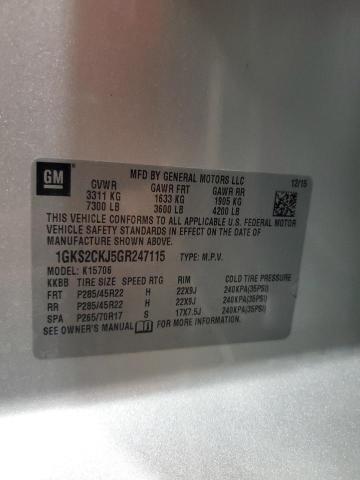 GM
MFD BY GENERAL MOTORS LLC 12/15
GVWR GAWR FRT GAWR RR
3311 KG 1633 KG 1905 KG
7300 LB 3600 LB 4200 LB
THIS VEHICLE CONFORMS TO ALL APPLICABLE U.S. FEDERAL MOTOR
VEHICLE SAFETY STANDARDS IN EFFECT ON THE DATE OF
MANUFACTURE SHOWN ABOVE.
1GKS2CKJ5GR247115 TYPE: M.P.V.
MODEL: K15706
KKBB TIRE SIZE SPEED RTG RIM COLD TIRE PRESSURE
FRT P285/45R22 H 22X9J 240KPA(35PSI)
RR P285/45R22 H 22X9J 240KPA(35PSI)
SPA P265/70R17 S 17X7.5J 240KPA(35PSI)
SEE OWNER'S MANUAL FOR ADDITIONAL INFORMATION.